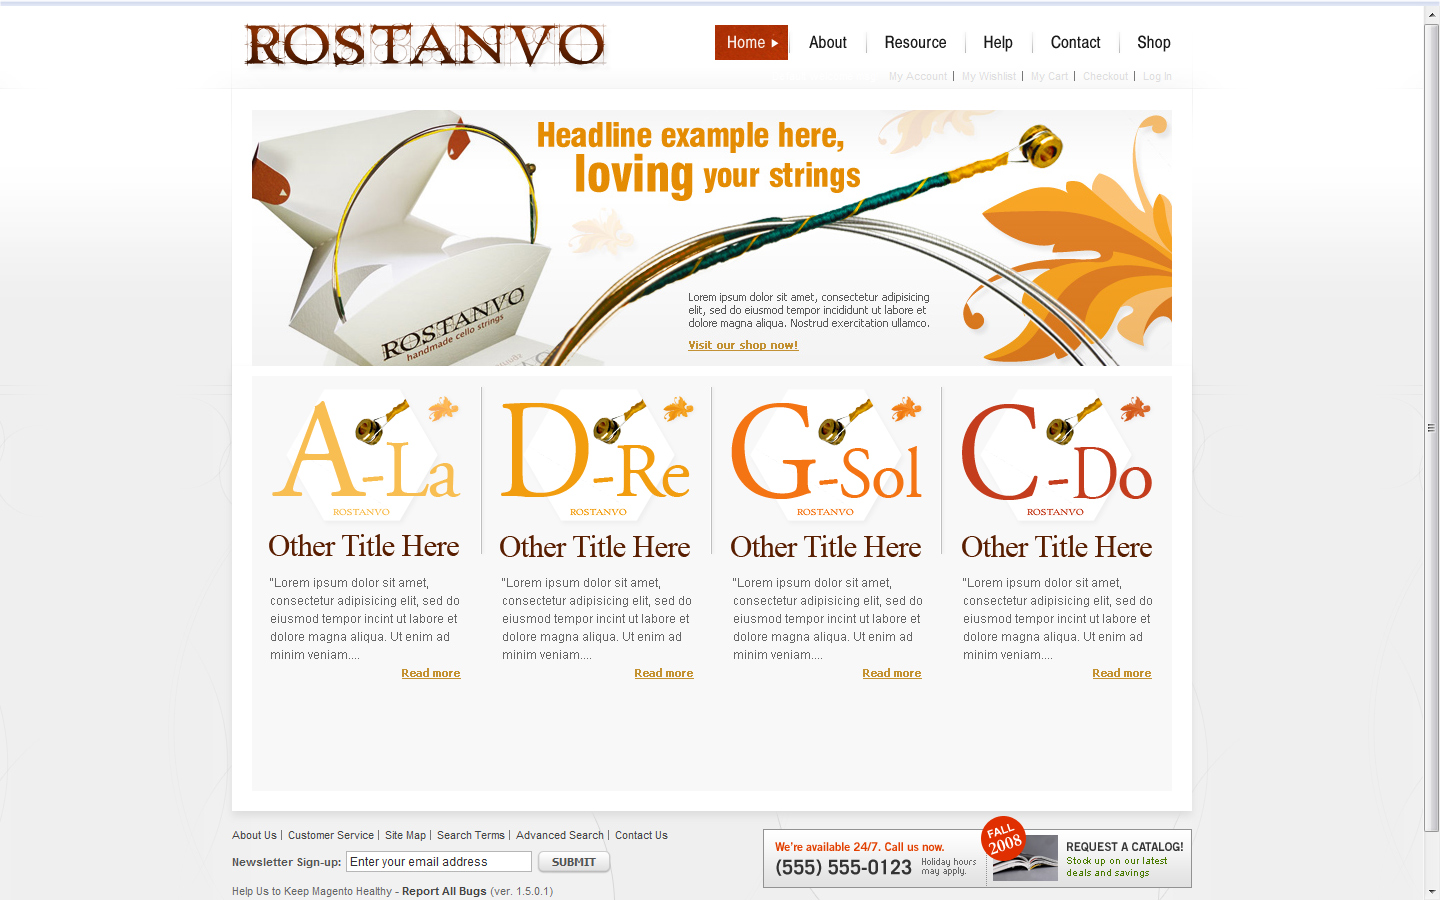 ROSTANVO
Home About Resource Help Contact Shop
My Account | My Wishlist | My Cart | Checkout | Log In
Headline example here,
loving your strings
ROSTANVO
handmade cello strings
Lorem ipsum dolor sit amet, consectetur adipisicing
elit, sed do eiusmod tempor incididunt ut labore et
dolore magna aliqua. Nostrud exercitation ullamco.
Visit our shop now!
A-La
ROSTANVO
Other Title Here
"Lorem ipsum dolor sit amet,
consectetur adipisicing elit, sed do
eiusmod tempor incint ut labore et
dolore magna aliqua. Ut enim ad
minim veniam....
Read more
D-Re
ROSTANVO
Other Title Here
"Lorem ipsum dolor sit amet,
consectetur adipisicing elit, sed do
eiusmod tempor incint ut labore et
dolore magna aliqua. Ut enim ad
minim veniam....
Read more
G-Sol
ROSTANVO
Other Title Here
"Lorem ipsum dolor sit amet,
consectetur adipisicing elit, sed do
eiusmod tempor incint ut labore et
dolore magna aliqua. Ut enim ad
minim veniam....
Read more
C-Do
ROSTANVO
Other Title Here
"Lorem ipsum dolor sit amet,
consectetur adipisicing elit, sed do
eiusmod tempor incint ut labore et
dolore magna aliqua. Ut enim ad
minim veniam....
Read more
About Us | Customer Service | Site Map | Search Terms | Advanced Search | Contact Us
Newsletter Sign-up: Enter your email address SUBMIT
Help Us to Keep Magento Healthy - Report All Bugs (ver. 1.5.0.1)
We're available 24/7. Call us now.
(555) 555-0123
Holiday hours
may apply.
FALL
2008
REQUEST A CATALOG!
Stock up on our latest
deals and savings